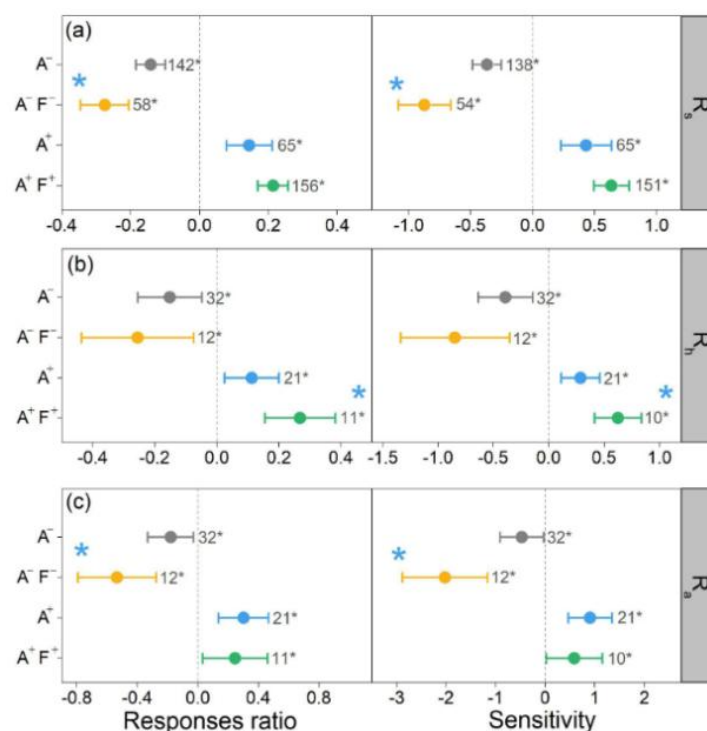 (a)
A⁻ 142* 138*
* *
A⁻ F⁻ 58* 54*
A⁺ 65* 65*
A⁺ F⁺ 156* 151*
Rs
-0.4 -0.2 0.0 0.2 0.4 -1.0 -0.5 0.0 0.5 1.0
(b)
A⁻ 32* 32*
A⁻ F⁻ 12* 12*
A⁺ 21* 21*
* *
A⁺ F⁺ 11* 10*
Rh
-0.4 -0.2 0.0 0.2 0.4 -1.5 -1.0 -0.5 0.0 0.5 1.0
(c)
A⁻ 32* 32*
* *
A⁻ F⁻ 12* 12*
A⁺ 21* 21*
A⁺ F⁺ 11* 10*
Ra
-0.8 -0.4 0.0 0.4 0.8 -3 -2 -1 0 1 2
Responses ratio Sensitivity